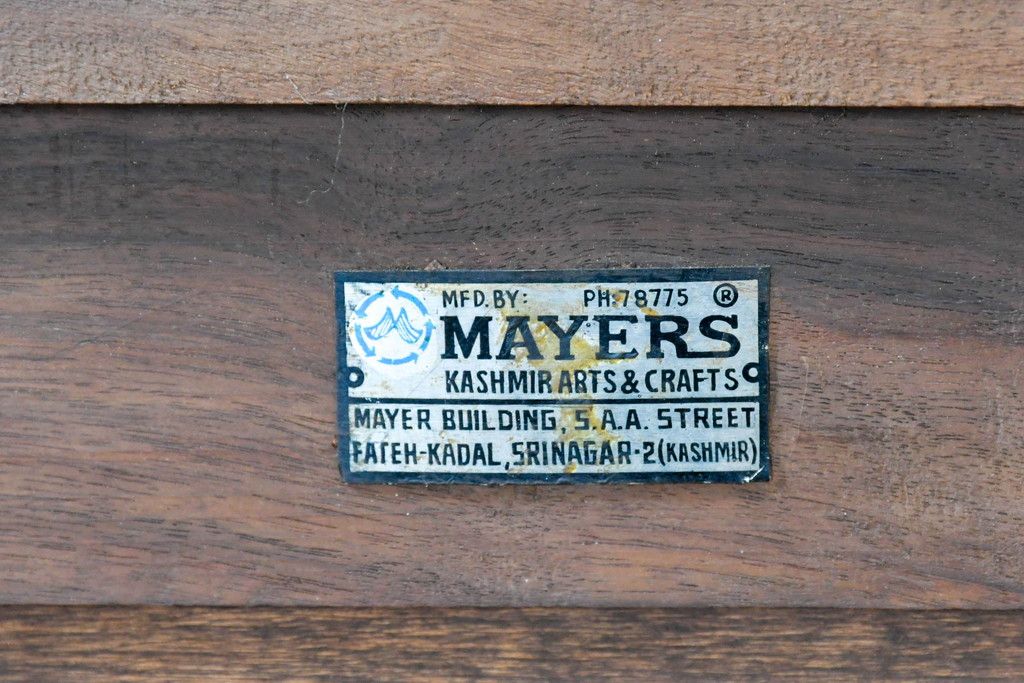 MFD. BY: PH:78775 ®
MAYERS
KASHMIR ARTS & CRAFTS
MAYER BUILDING, S.A.A. STREET
FATEH-KADAL, SRINAGAR-2 (KASHMIR)